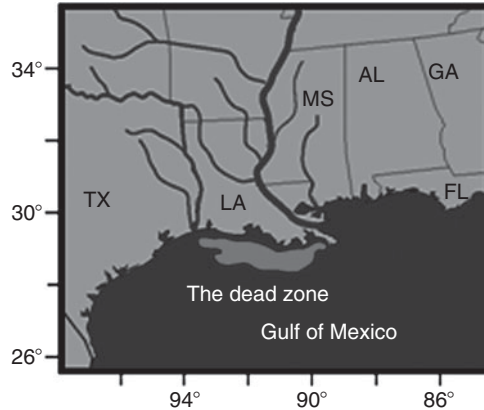 34°
30°
26°
TX
LA
MS
AL
GA
FL
The dead zone
Gulf of Mexico
94°
90°
86°